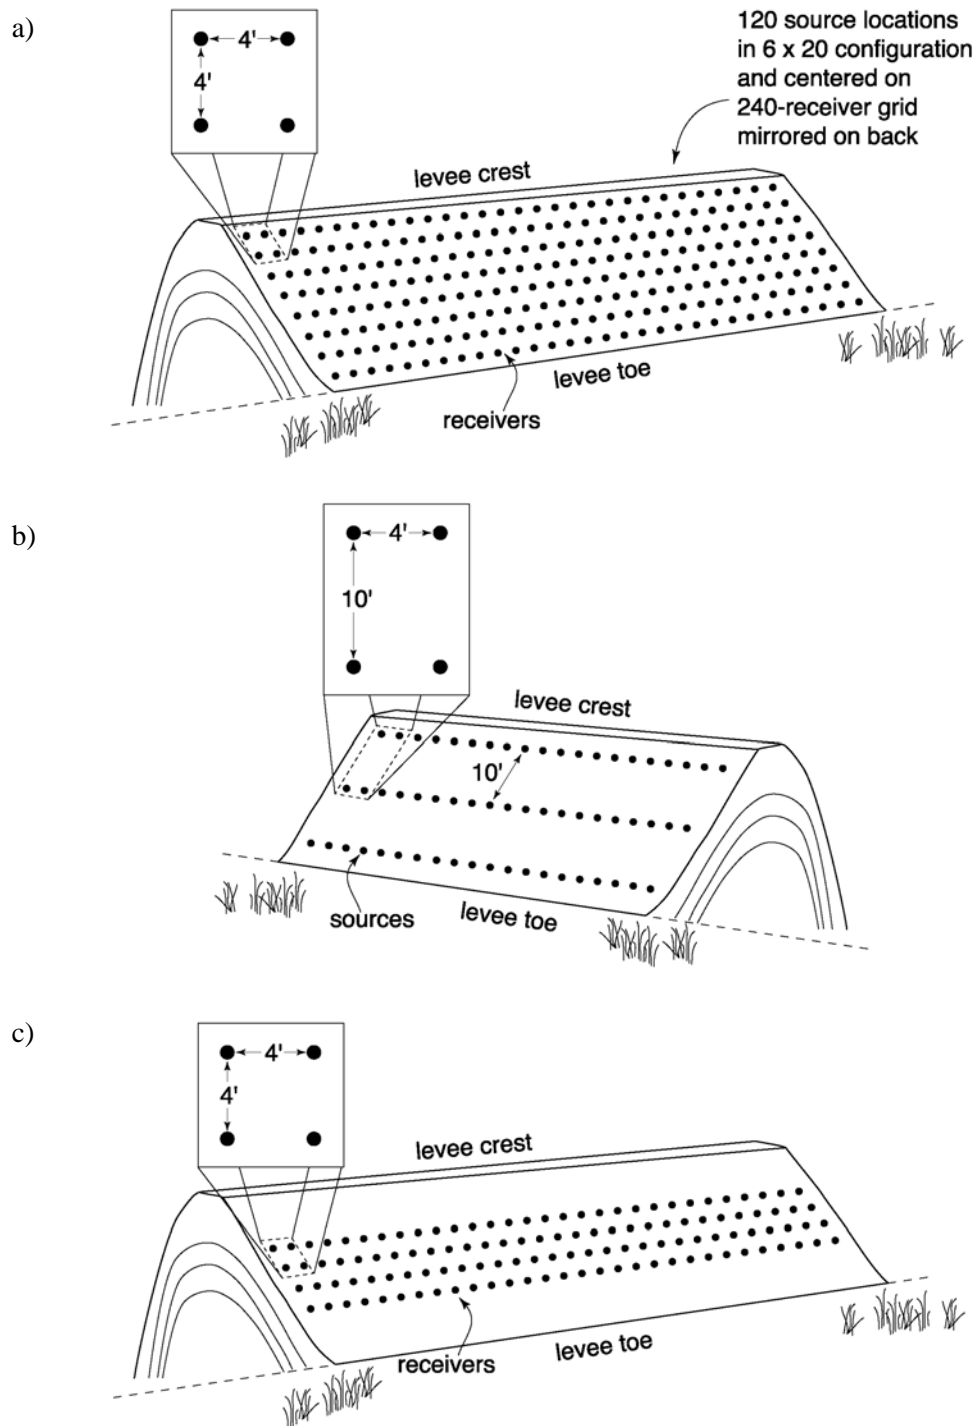 a)
4'
4'
120 source locations
in 6 x 20 configuration
and centered on
240-receiver grid
mirrored on back
levee crest
levee toe
receivers
b)
4'
10'
levee crest
10'
sources
levee toe
c)
4'
4'
levee crest
receivers
levee toe